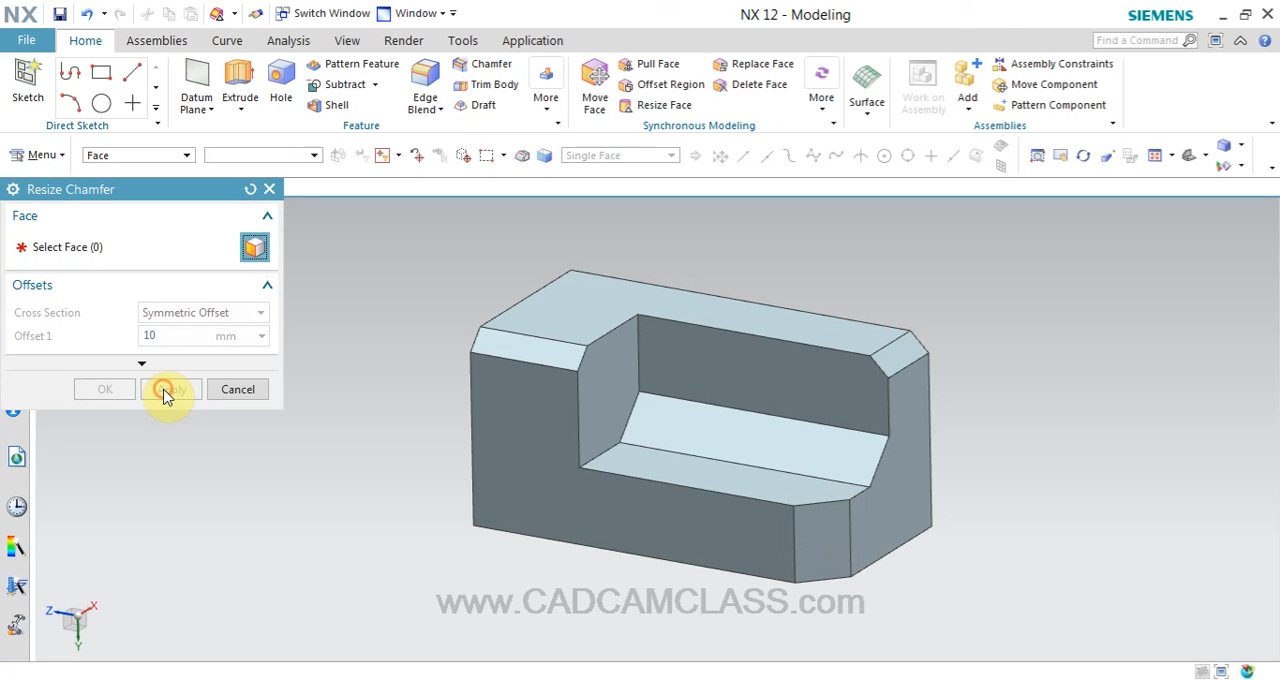 NX
Switch Window
Window
NX 12 - Modeling
SIEMENS
File
Home
Assemblies
Curve
Analysis
View
Render
Tools
Application
Find a Command
Sketch
Direct Sketch
Datum Plane
Extrude
Hole
Pattern Feature
Subtract
Shell
Edge Blend
Chamfer
Trim Body
Draft
More
Feature
Move Face
Pull Face
Offset Region
Resize Face
Replace Face
Delete Face
More
Synchronous Modeling
Surface
Work on Assembly
Add
Assembly Constraints
Move Component
Pattern Component
Assemblies
Menu
Face
Single Face
Resize Chamfer
Face
* Select Face (0)
Offsets
Cross Section
Symmetric Offset
Offset 1
10
mm
OK
Cancel
Z
X
Y
www.CADCAMCLASS.com